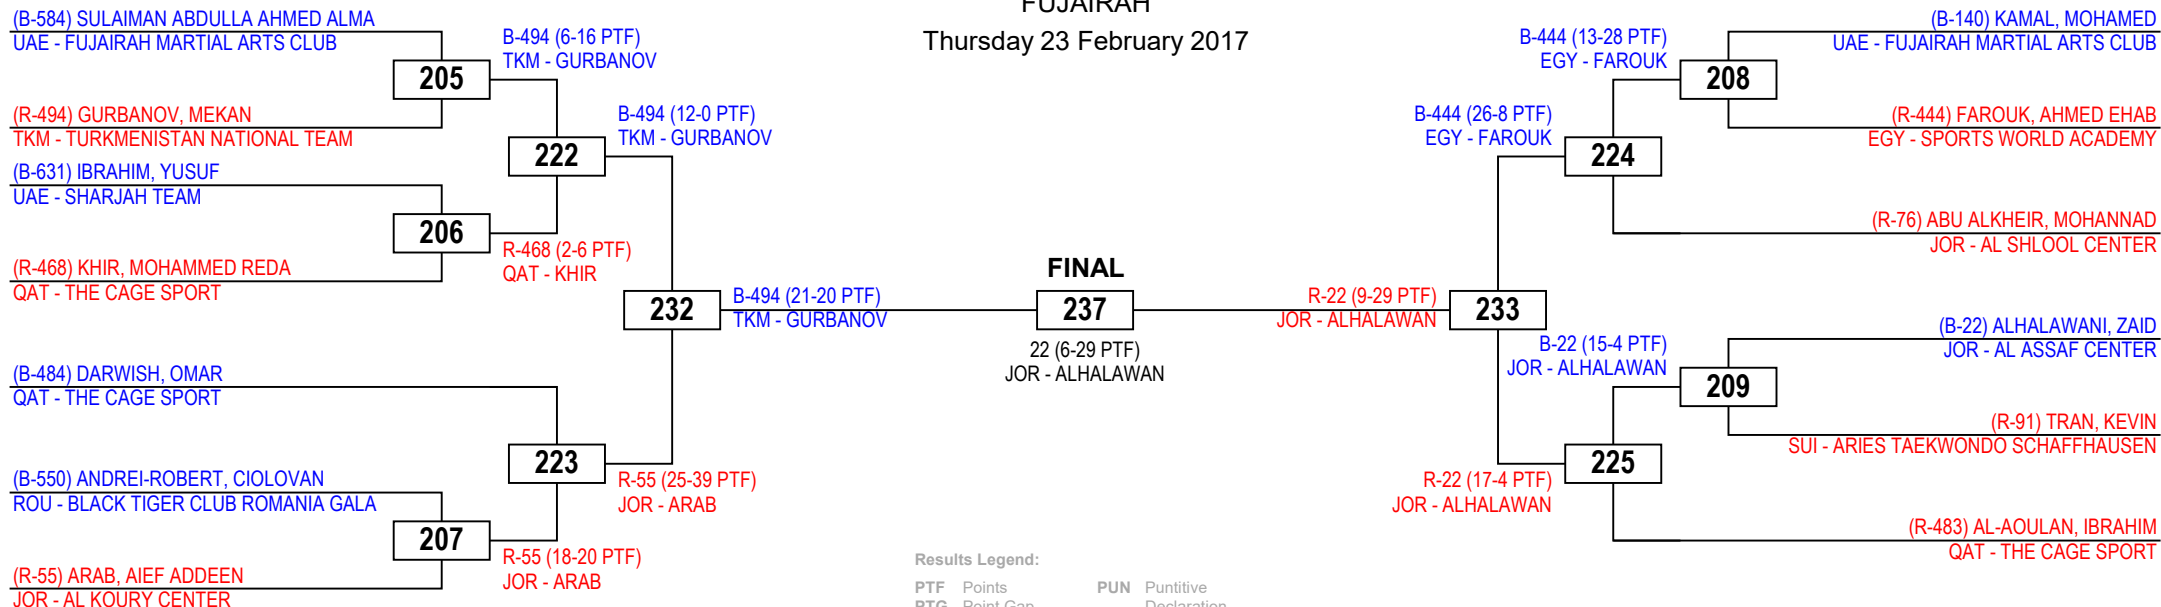 FUJAIRAH
Thursday 23 February 2017
(B-584) SULAIMAN ABDULLA AHMED ALMA
UAE - FUJAIRAH MARTIAL ARTS CLUB
205
(R-494) GURBANOV, MEKAN
TKM - TURKMENISTAN NATIONAL TEAM
B-494 (6-16 PTF)
TKM - GURBANOV
(B-631) IBRAHIM, YUSUF
UAE - SHARJAH TEAM
206
(R-468) KHIR, MOHAMMED REDA
QAT - THE CAGE SPORT
R-468 (2-6 PTF)
QAT - KHIR
222
B-494 (12-0 PTF)
TKM - GURBANOV
(B-484) DARWISH, OMAR
QAT - THE CAGE SPORT
(B-550) ANDREI-ROBERT, CIOLOVAN
ROU - BLACK TIGER CLUB ROMANIA GALA
207
(R-55) ARAB, AIEF ADDEEN
JOR - AL KOURY CENTER
R-55 (18-20 PTF)
JOR - ARAB
223
R-55 (25-39 PTF)
JOR - ARAB
232
B-494 (21-20 PTF)
TKM - GURBANOV
FINAL
237
22 (6-29 PTF)
JOR - ALHALAWAN
R-22 (9-29 PTF)
JOR - ALHALAWAN
233
B-444 (26-8 PTF)
EGY - FAROUK
224
B-444 (13-28 PTF)
EGY - FAROUK
208
(B-140) KAMAL, MOHAMED
UAE - FUJAIRAH MARTIAL ARTS CLUB
(R-444) FAROUK, AHMED EHAB
EGY - SPORTS WORLD ACADEMY
(R-76) ABU ALKHEIR, MOHANNAD
JOR - AL SHLOOL CENTER
R-22 (17-4 PTF)
JOR - ALHALAWAN
225
B-22 (15-4 PTF)
JOR - ALHALAWAN
209
(B-22) ALHALAWANI, ZAID
JOR - AL ASSAF CENTER
(R-91) TRAN, KEVIN
SUI - ARIES TAEKWONDO SCHAFFHAUSEN
(R-483) AL-AOULAN, IBRAHIM
QAT - THE CAGE SPORT
Results Legend:
PTF Points PUN Puntitive
PTG Point Gap Declaration